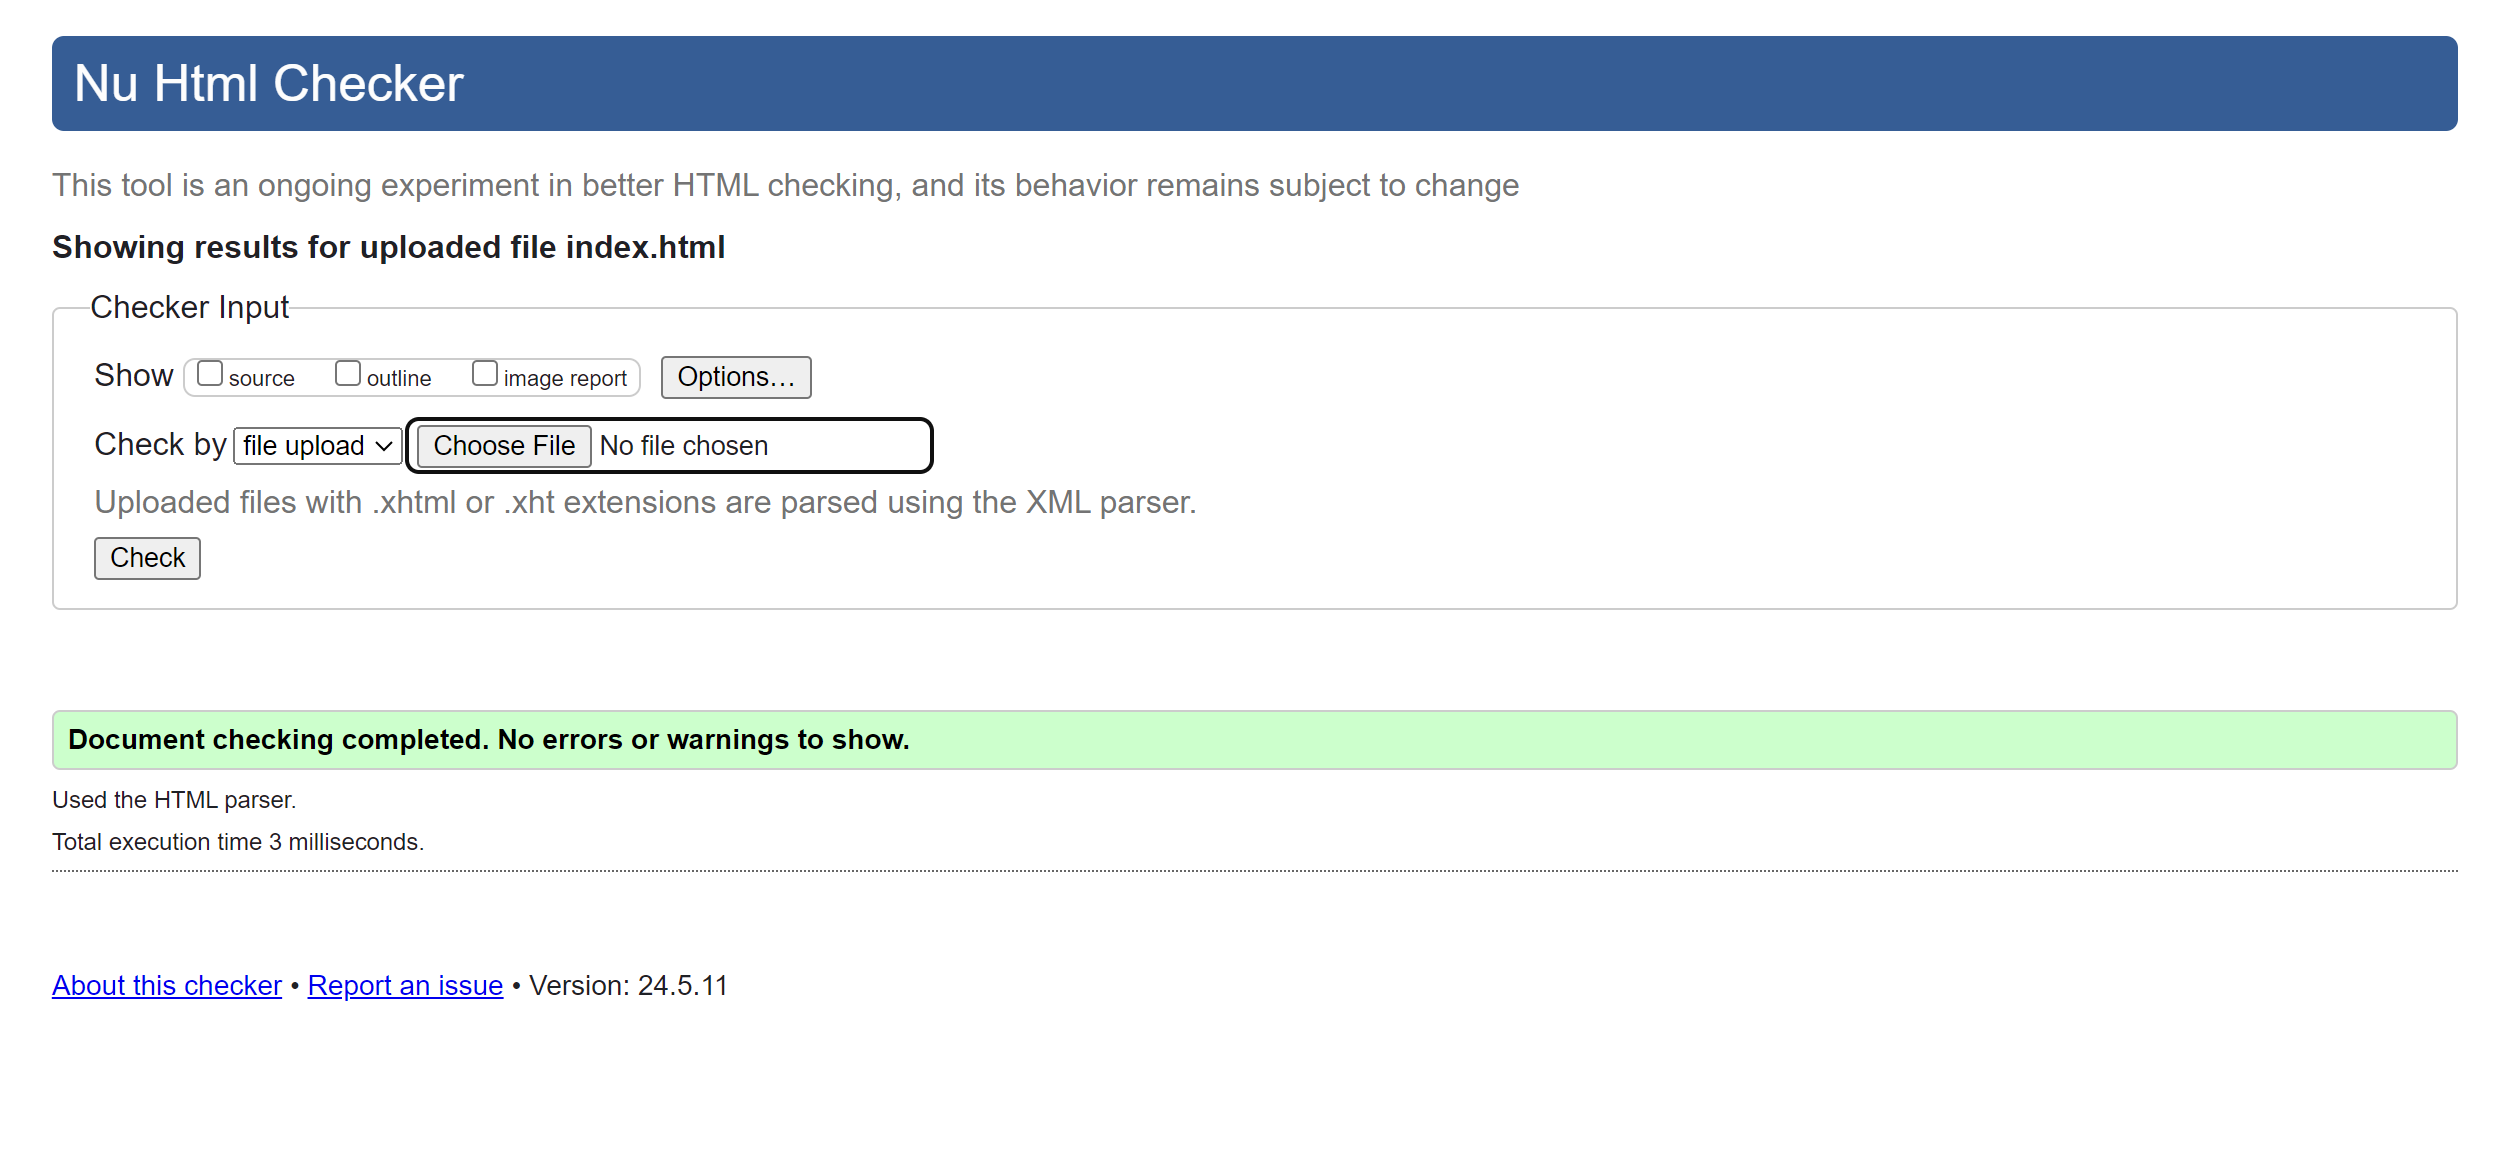 Nu Html Checker
This tool is an ongoing experiment in better HTML checking, and its behavior remains subject to change
Showing results for uploaded file index.html
Checker Input
Show source outline image report Options…
Check by file upload Choose File No file chosen
Uploaded files with .xhtml or .xht extensions are parsed using the XML parser.
Check
Document checking completed. No errors or warnings to show.
Used the HTML parser.
Total execution time 3 milliseconds.
About this checker • Report an issue • Version: 24.5.11